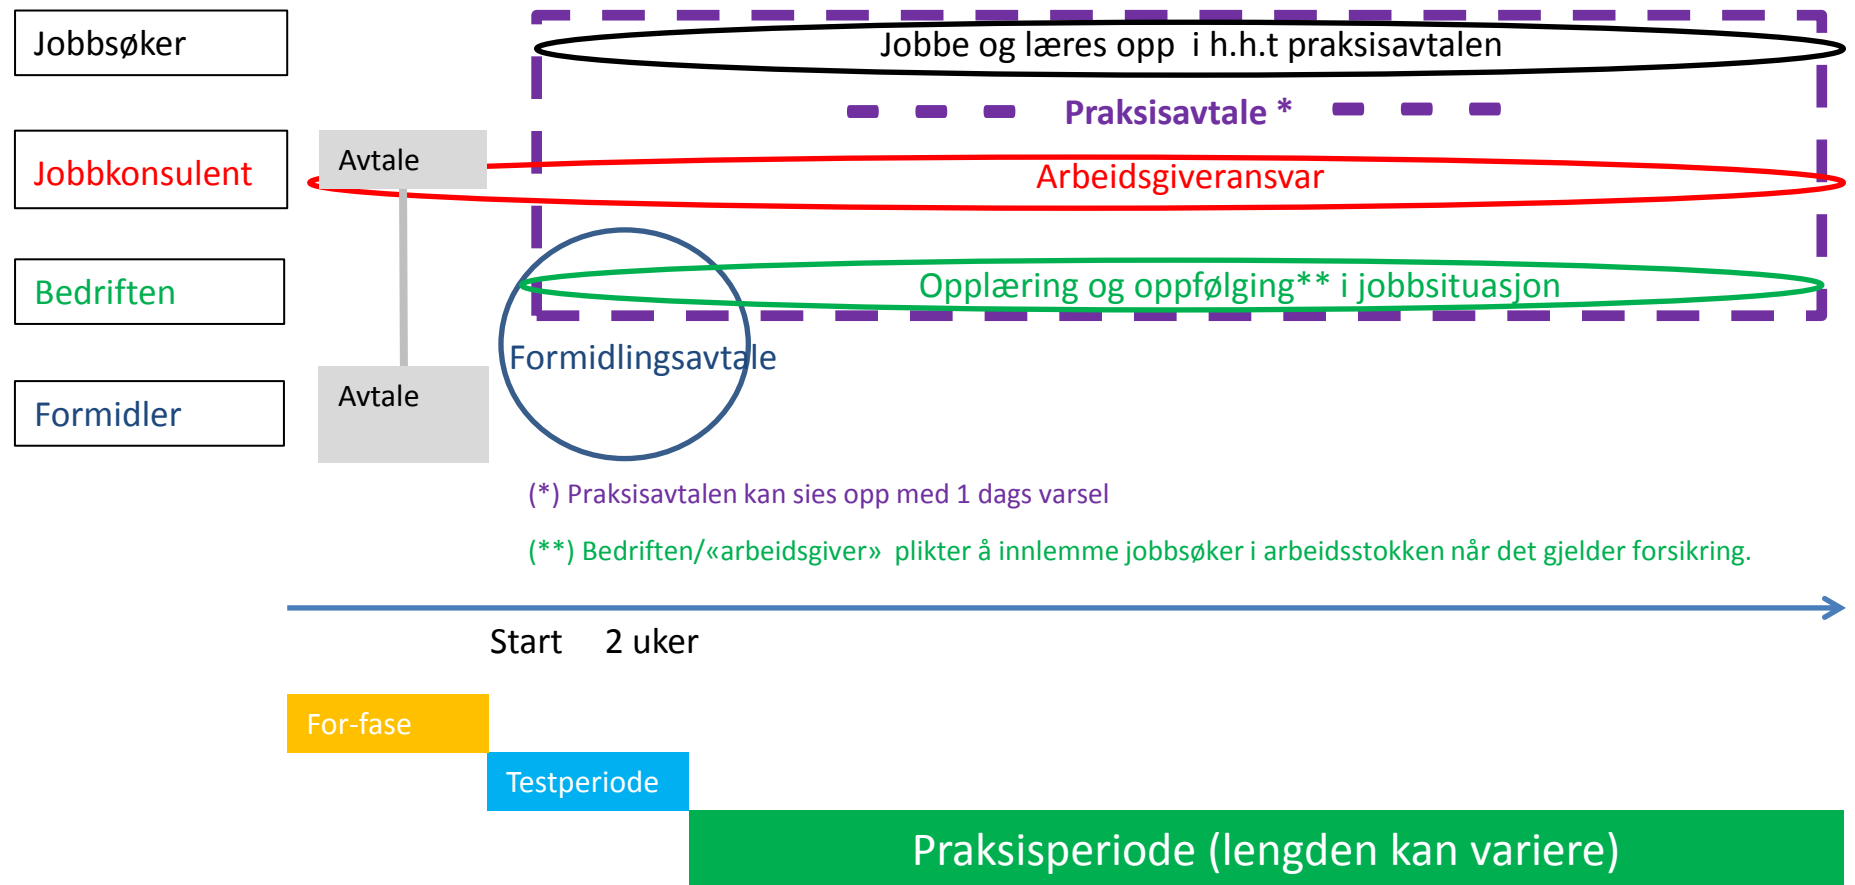 Jobbsøker
Jobbe og læres opp i h.h.t praksisavtalen
Praksisavtale *
Jobbkonsulent
Avtale
Arbeidsgiveransvar
Bedriften
Opplæring og oppfølging** i jobbsituasjon
Formidlingsavtale
Formidler
Avtale
(*) Praksisavtalen kan sies opp med 1 dags varsel
(**) Bedriften/«arbeidsgiver» plikter å innlemme jobbsøker i arbeidsstokken når det gjelder forsikring.
Start 2 uker
For-fase
Testperiode
Praksisperiode (lengden kan variere)